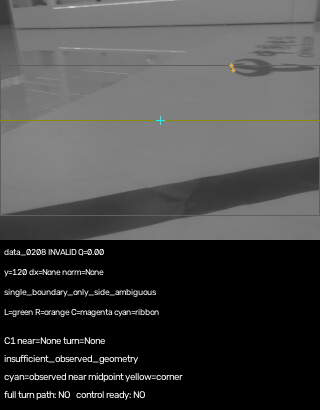 data_0208 INVALID Q=0.00
y=120 dx=None norm=None
single_boundary_only_side_ambiguous
L=green R=orange C=magenta cyan=ribbon
C1 near=None turn=None
insufficient_observed_geometry
cyan=observed near midpoint yellow=corner
full turn path: NO control ready: NO